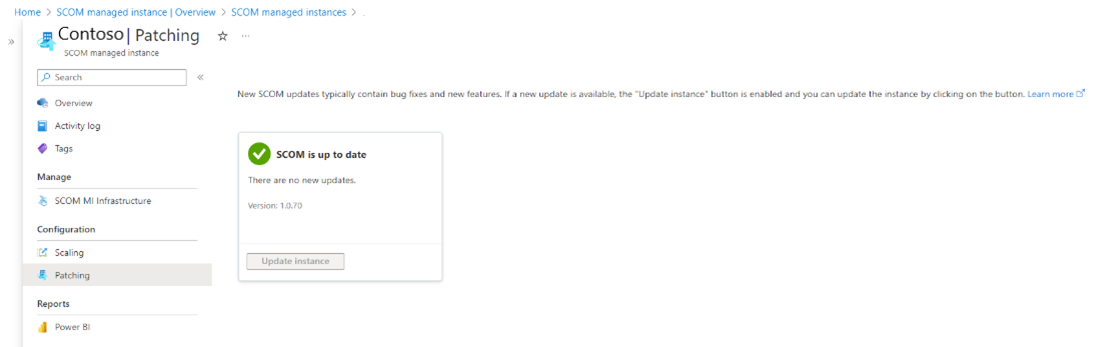 Home > SCOM managed instance | Overview > SCOM managed instances > .
Contoso | Patching
SCOM managed instance
Search
Overview
Activity log
Tags
Manage
SCOM MI Infrastructure
Configuration
Scaling
Patching
Reports
Power BI
New SCOM updates typically contain bug fixes and new features. If a new update is available, the "Update instance" button is enabled and you can update the instance by clicking on the button. Learn more
SCOM is up to date
There are no new updates.
Version: 1.0.70
Update instance